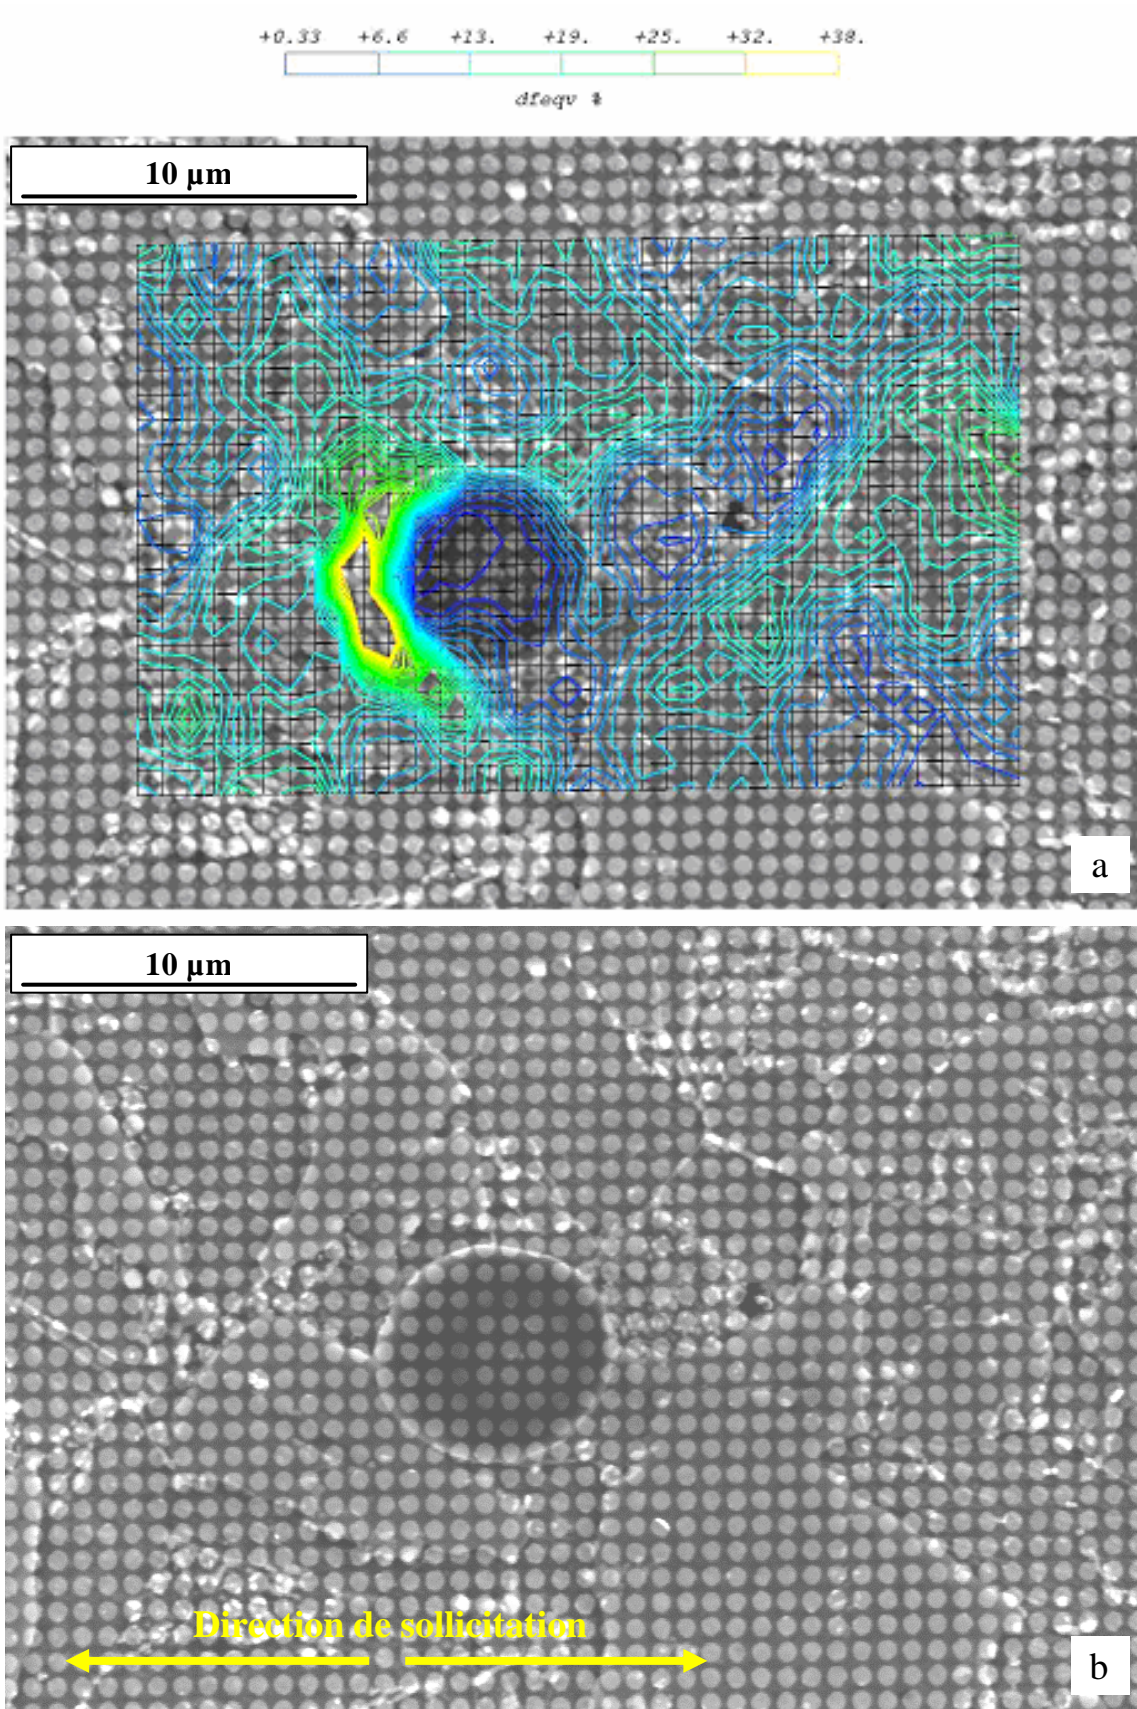 +0.33 +6.6 +13. +19. +25. +32. +38.
dfeqv %
10 µm
a
10 µm
Direction de sollicitation
b